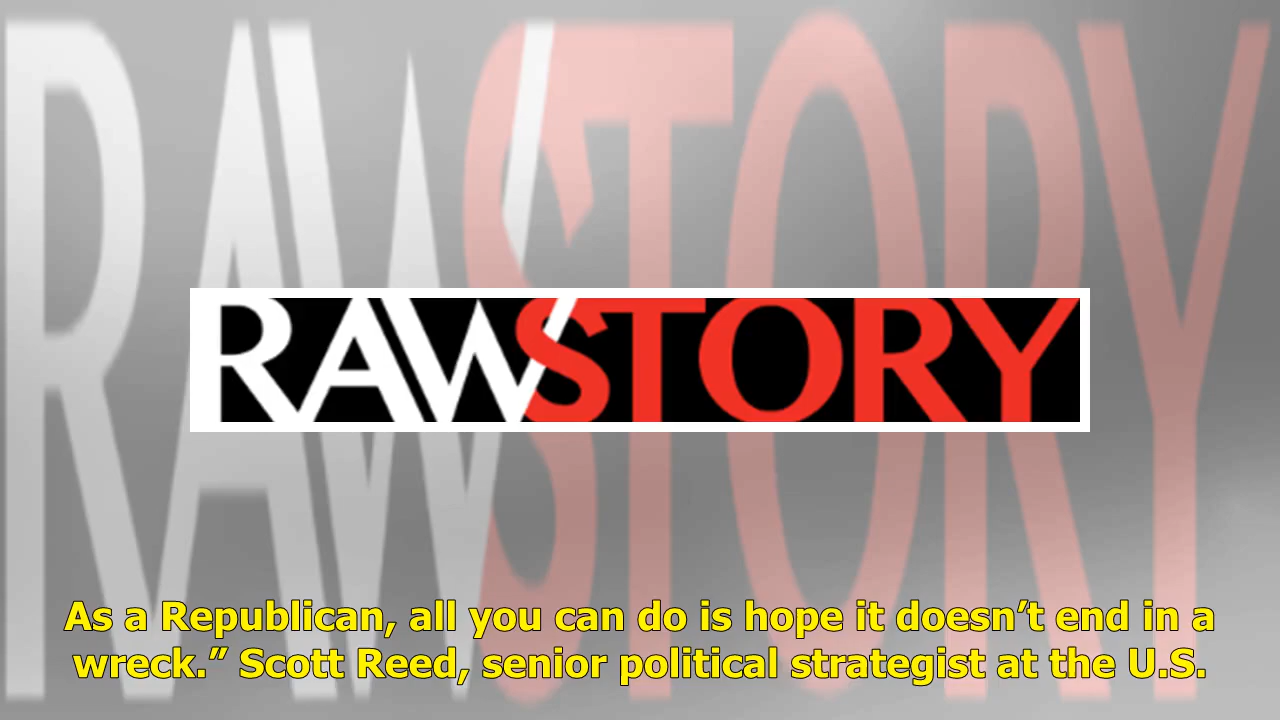 RAWSTORY
RAWSTORY
As a Republican, all you can do is hope it doesn’t end in a
wreck.” Scott Reed, senior political strategist at the U.S.